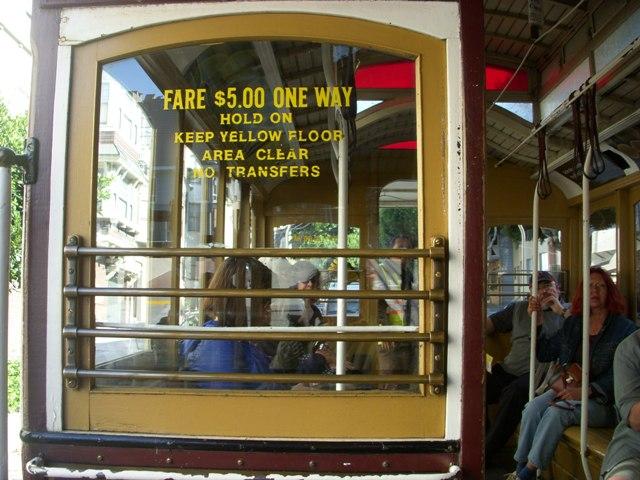 FARE $5.00 ONE WAY
HOLD ON
KEEP YELLOW FLOOR
AREA CLEAR
NO TRANSFERS